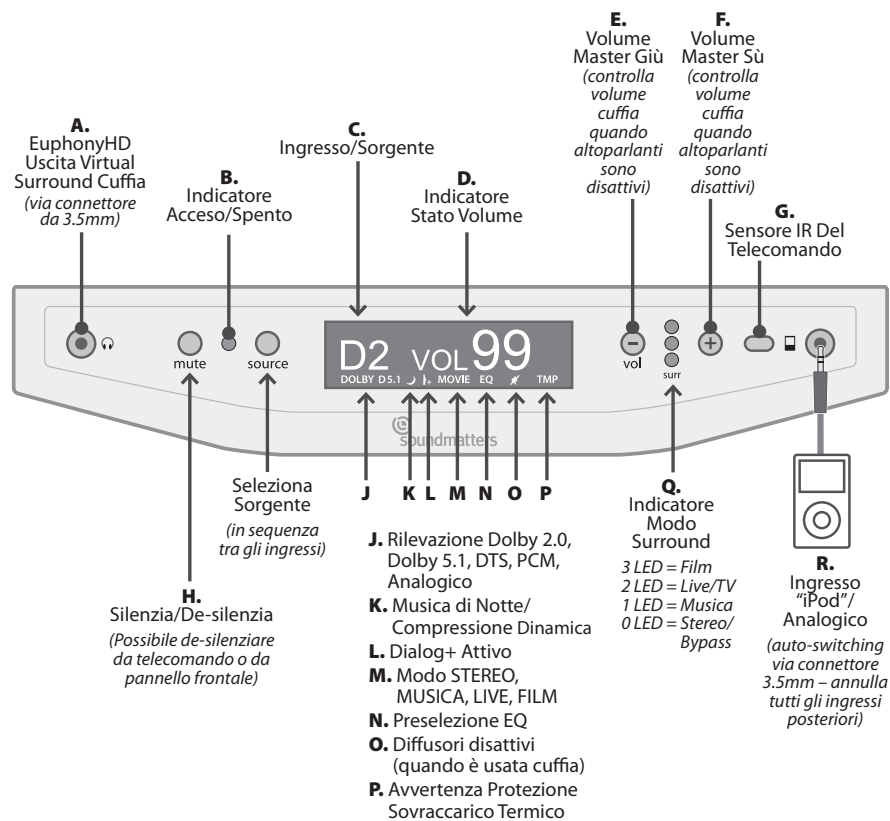 A.
EuphonyHD
Uscita Virtual
Surround Cuffia
(via connettore
da 3.5mm)
B.
Indicatore
Acceso/Spento
C.
Ingresso/Sorgente
D.
Indicatore
Stato Volume
E.
Volume
Master Giù
(controlla
volume
cuffia
quando
altoparlanti
sono
disattivi)
F.
Volume
Master Sù
(controlla
volume
cuffia
quando
altoparlanti
sono
disattivi)
G.
Sensore IR Del
Telecomando
mute
source
D2 VOL 99
DOLBY D 5.1 MOVIE EQ TMP
vol
surr
soundmatters
Seleziona
Sorgente
(in sequenza
tra gli ingressi)
H.
Silenzia/De-silenzia
(Possibile de-silenziare
da telecomando o da
pannello frontale)
J K L M N O P
J. Rilevazione Dolby 2.0,
Dolby 5.1, DTS, PCM,
Analogico
K. Musica di Notte/
Compressione Dinamica
L. Dialog+ Attivo
M. Modo STEREO,
MUSICA, LIVE, FILM
N. Preselezione EQ
O. Diffusori disattivi
(quando è usata cuffia)
P. Avvertenza Protezione
Sovraccarico Termico
Q.
Indicatore
Modo
Surround
3 LED = Film
2 LED = Live/TV
1 LED = Musica
0 LED = Stereo/
Bypass
R.
Ingresso
“iPod”/
Analogico
(auto-switching
via connettore
3.5mm – annulla
tutti gli ingressi
posteriori)